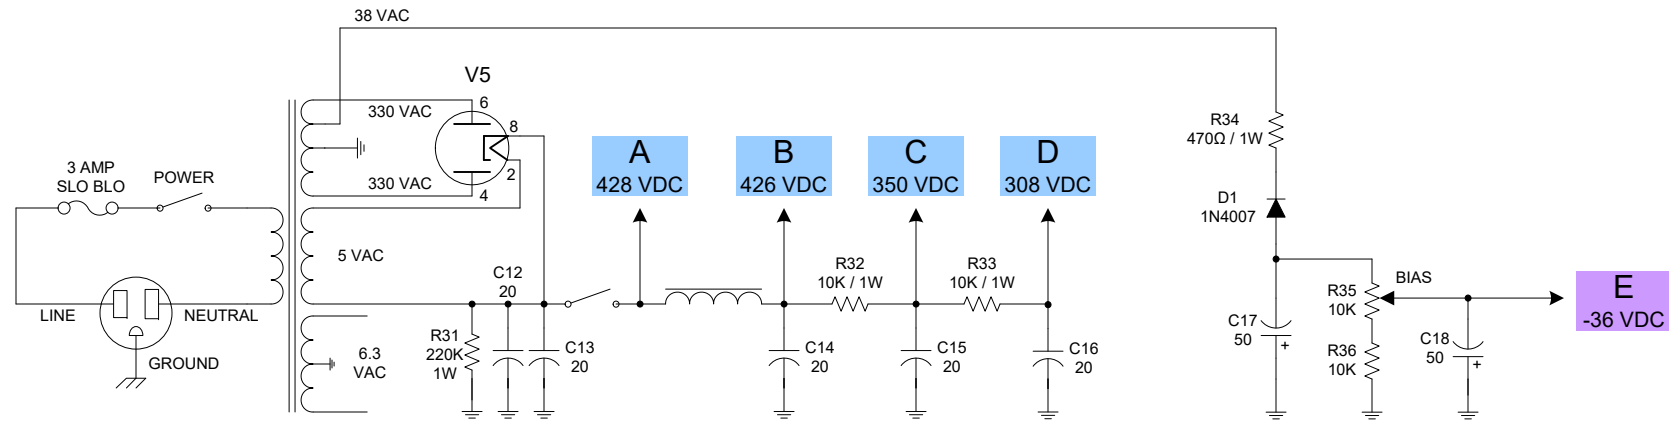 38 VAC
V5
330 VAC
6
8
2
330 VAC
4
3 AMP
SLO BLO
POWER
LINE
NEUTRAL
GROUND
5 VAC
6.3
VAC
R31
220K
1W
C12
20
C13
20
A
428 VDC
B
426 VDC
C
350 VDC
D
308 VDC
R32
10K / 1W
R33
10K / 1W
C14
20
C15
20
C16
20
R34
470Ω / 1W
D1
1N4007
C17
50
+
R35
10K
BIAS
R36
10K
C18
50
+
E
-36 VDC